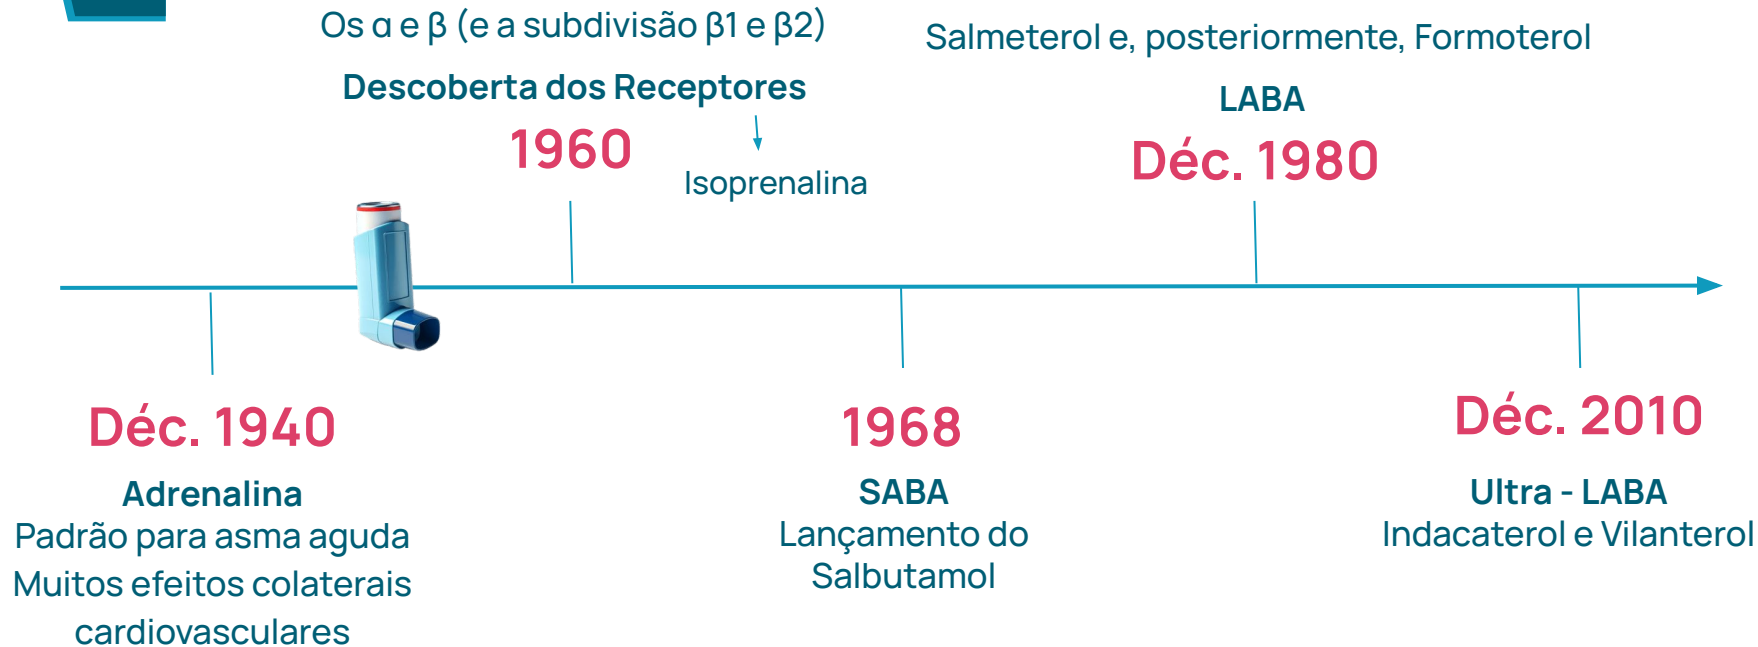 Os α e β (e a subdivisão β1 e β2)
Descoberta dos Receptores
1960
Isoprenalina
Salmeterol e, posteriormente, Formoterol
LABA
Déc. 1980
Déc. 1940
Adrenalina
Padrão para asma aguda
Muitos efeitos colaterais
cardiovasculares
1968
SABA
Lançamento do
Salbutamol
Déc. 2010
Ultra - LABA
Indacaterol e Vilanterol